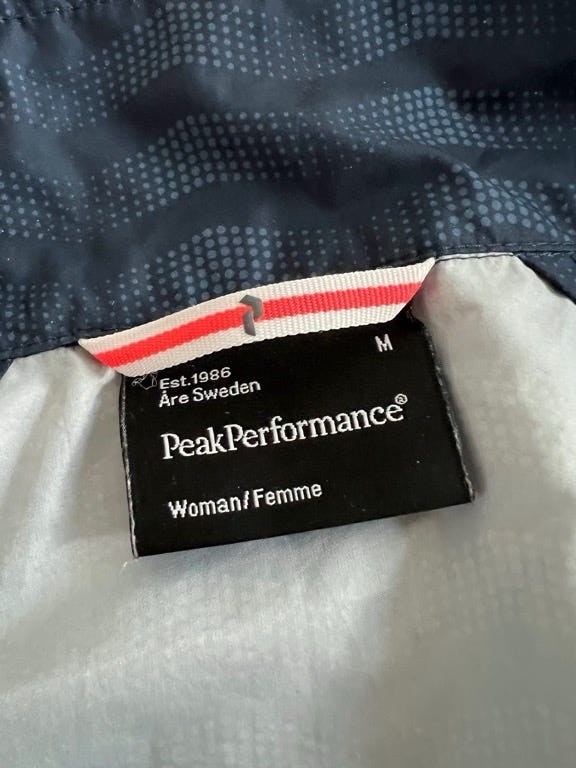 M
Est.1986
Åre Sweden
PeakPerformance®
Woman/Femme